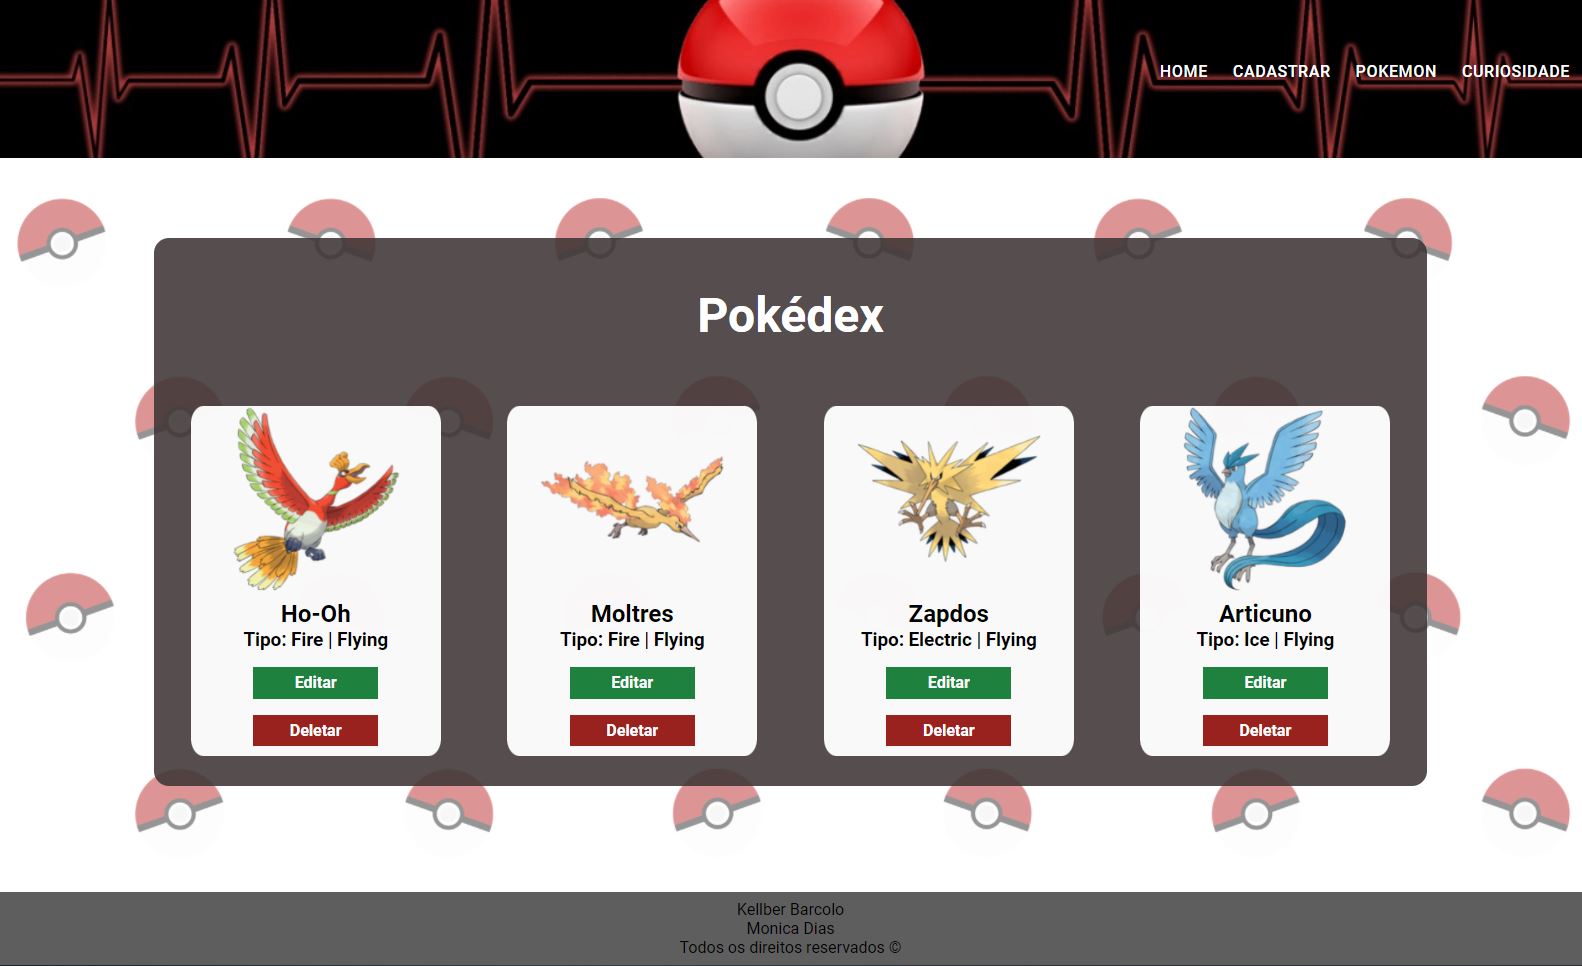 HOME CADASTRAR POKEMON CURIOSIDADE
Pokédex
Ho-Oh
Tipo: Fire | Flying
Editar
Deletar
Moltres
Tipo: Fire | Flying
Editar
Deletar
Zapdos
Tipo: Electric | Flying
Editar
Deletar
Articuno
Tipo: Ice | Flying
Editar
Deletar
Kellber Barcolo
Monica Dias
Todos os direitos reservados ©